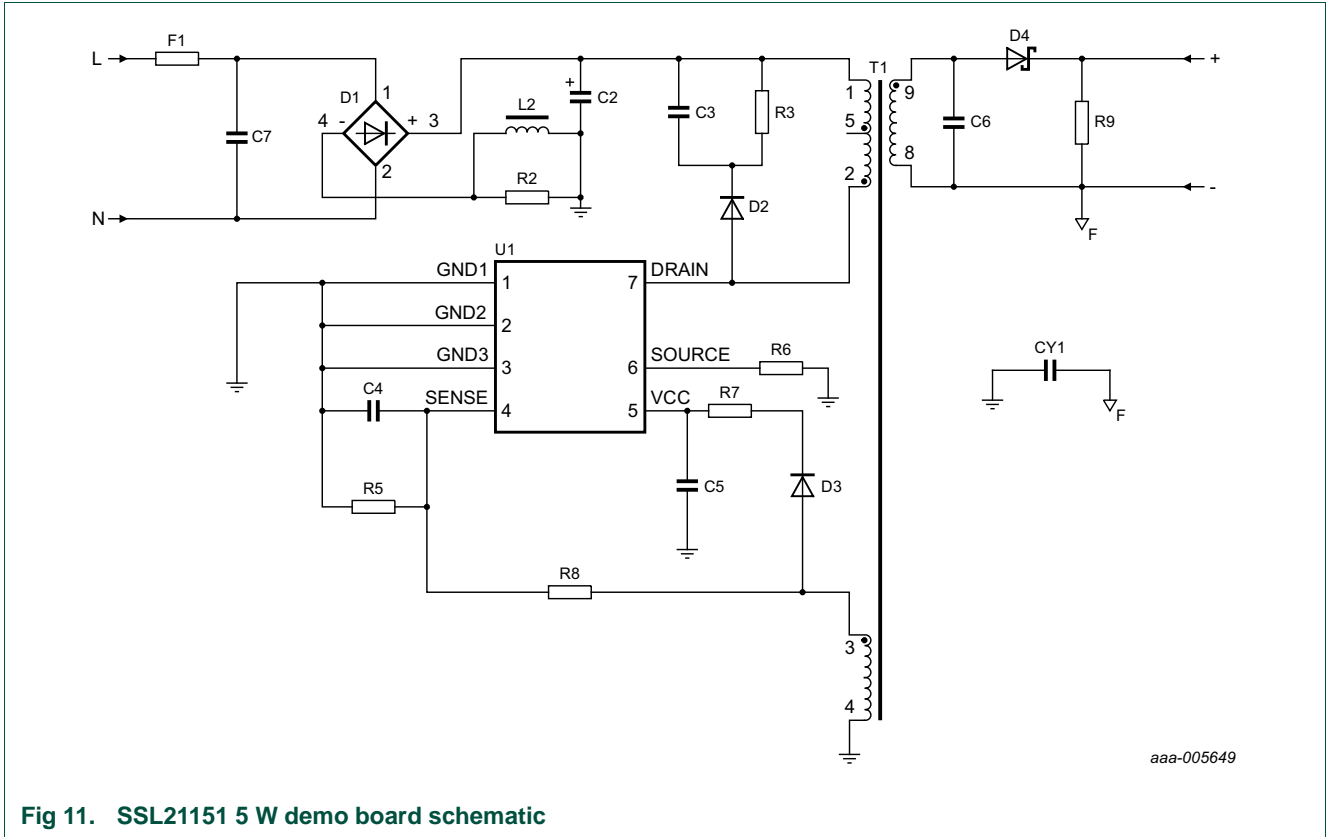 F1
L
D4
T1
+
+
C2
D1
1
L2
1
9
4 - + 3
C3
R3
C6
R9
C7
5
2
R2
2
8
-
D2
N
F
U1
GND1 1 7 DRAIN
GND2 2
GND3 3 6 SOURCE R6
CY1
C4 SENSE 4 5 VCC R7
F
R5
C5
D3
R8
3
4
aaa-005649
Fig 11. SSL21151 5 W demo board schematic